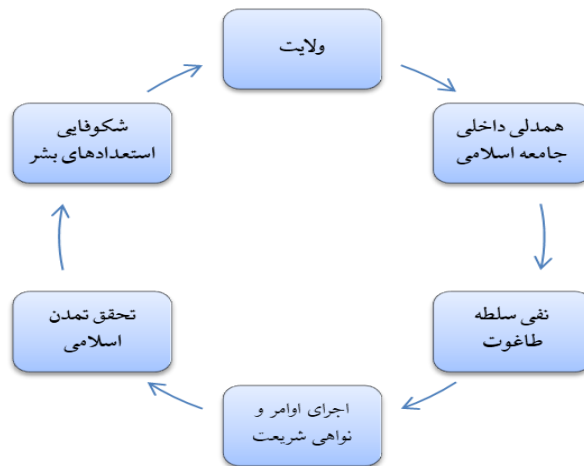 ولایت
همدلی داخلی
جامعه اسلامی
نفی سلطه
طاغوت
اجرای اوامر و
نواهی شریعت
تحقق تمدن
اسلامی
شکوفایی
استعدادهای بشر